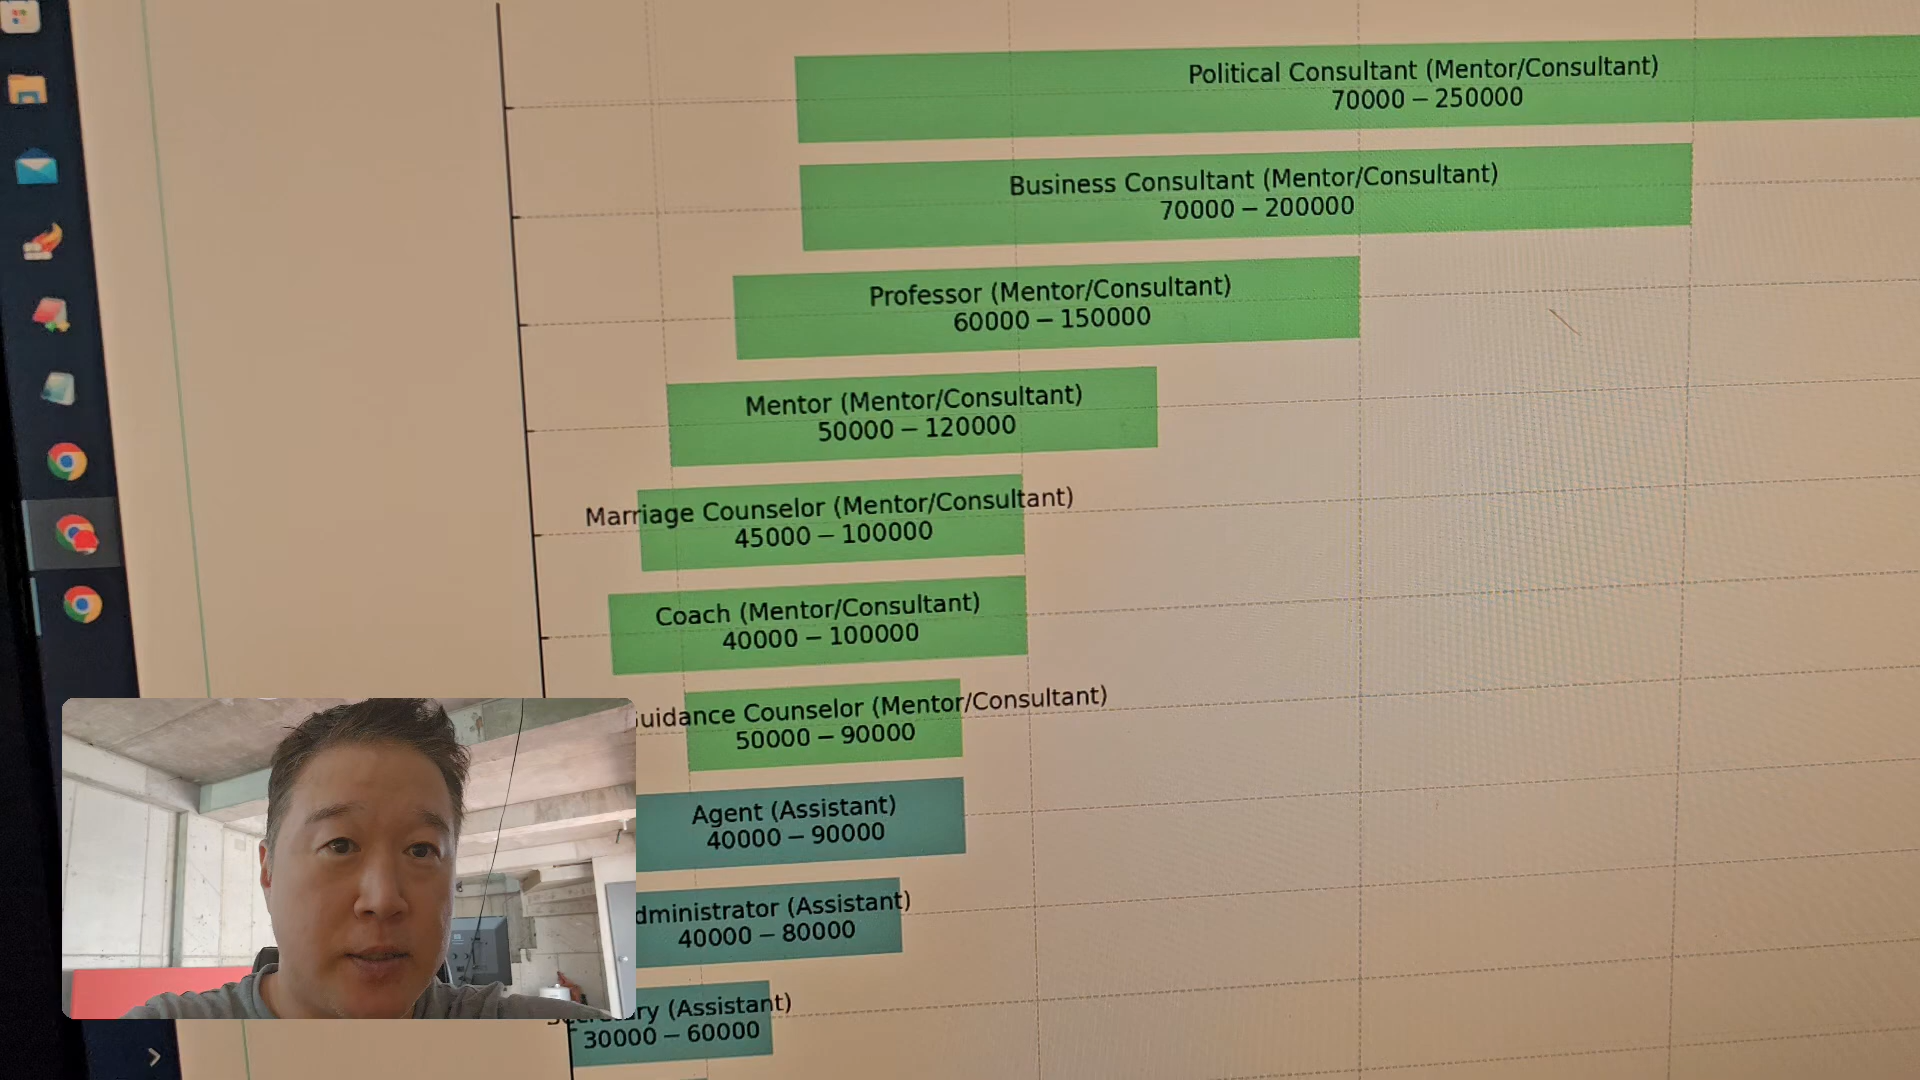 Political Consultant (Mentor/Consultant)
70000 – 250000
Business Consultant (Mentor/Consultant)
70000 – 200000
Professor (Mentor/Consultant)
60000 – 150000
Mentor (Mentor/Consultant)
50000 – 120000
Marriage Counselor (Mentor/Consultant)
45000 – 100000
Coach (Mentor/Consultant)
40000 – 100000
uidance Counselor (Mentor/Consultant)
50000 – 90000
Agent (Assistant)
40000 – 90000
dministrator (Assistant)
40000 – 80000
ry (Assistant)
30000 – 60000